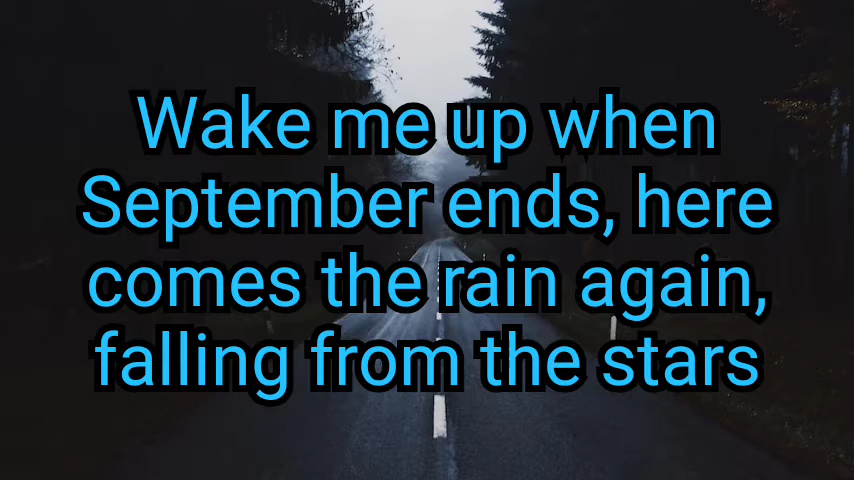 Wake me up when
September ends, here
comes the rain again,
falling from the stars